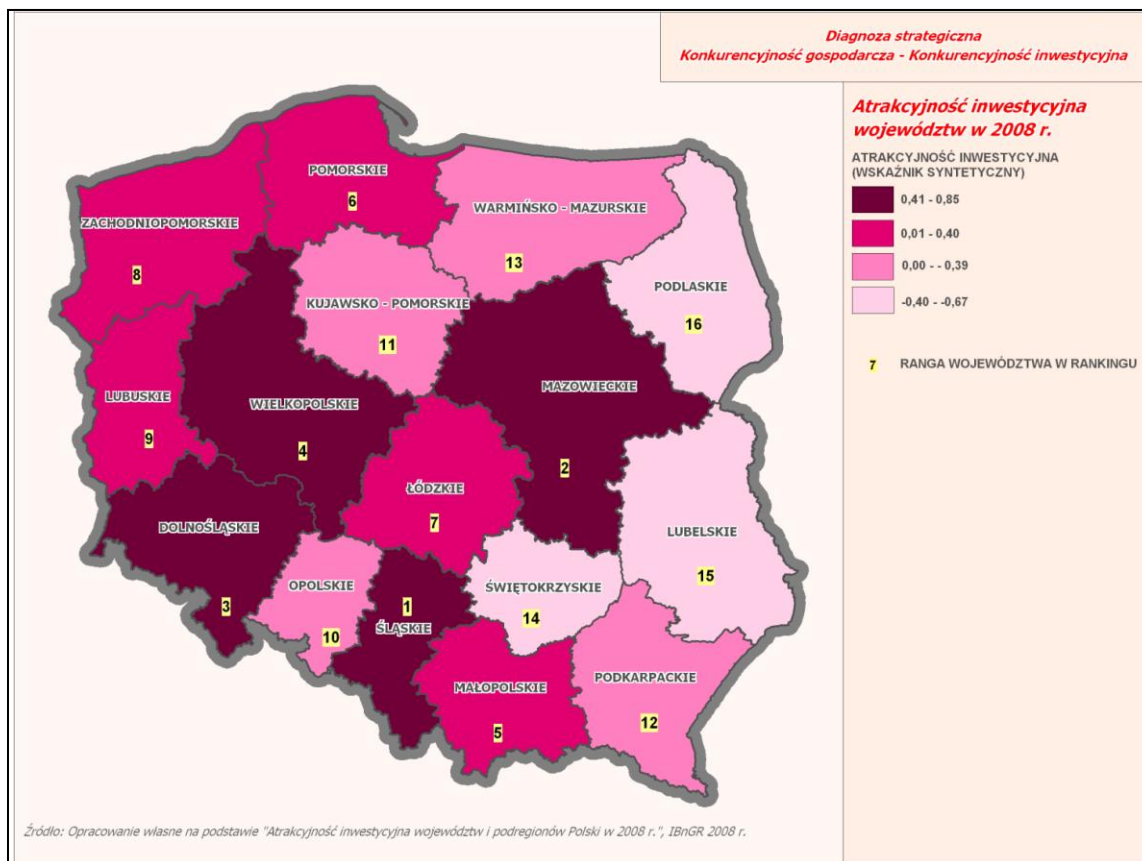 Diagnoza strategiczna
Konkurencyjność gospodarcza - Konkurencyjność inwestycyjna
Atrakcyjność inwestycyjna
województw w 2008 r.
ATRAKCYJNOŚĆ INWESTYCYJNA
(WSKAŹNIK SYNTETYCZNY)
0,41 - 0,85
0,01 - 0,40
0,00 - -0,39
-0,40 - -0,67
7 RANGA WOJEWÓDZTWA W RANKINGU
POMORSKIE
6
ZACHODNIOPOMORSKIE
8
WARMIŃSKO - MAZURSKIE
13
PODLASKIE
16
KUJAWSKO - POMORSKIE
11
MAZOWIECKIE
2
LUBUSKIE
9
WIELKOPOLSKIE
4
ŁÓDZKIE
7
DOLNOŚLĄSKIE
3
LUBELSKIE
15
OPOLSKIE
10
1
ŚLĄSKIE
ŚWIĘTOKRZYSKIE
14
MAŁOPOLSKIE
5
PODKARPACKIE
12
Źródło: Opracowanie własne na podstawie "Atrakcyjność inwestycyjna województw i podregionów Polski w 2008 r.", IBnGR 2008 r.